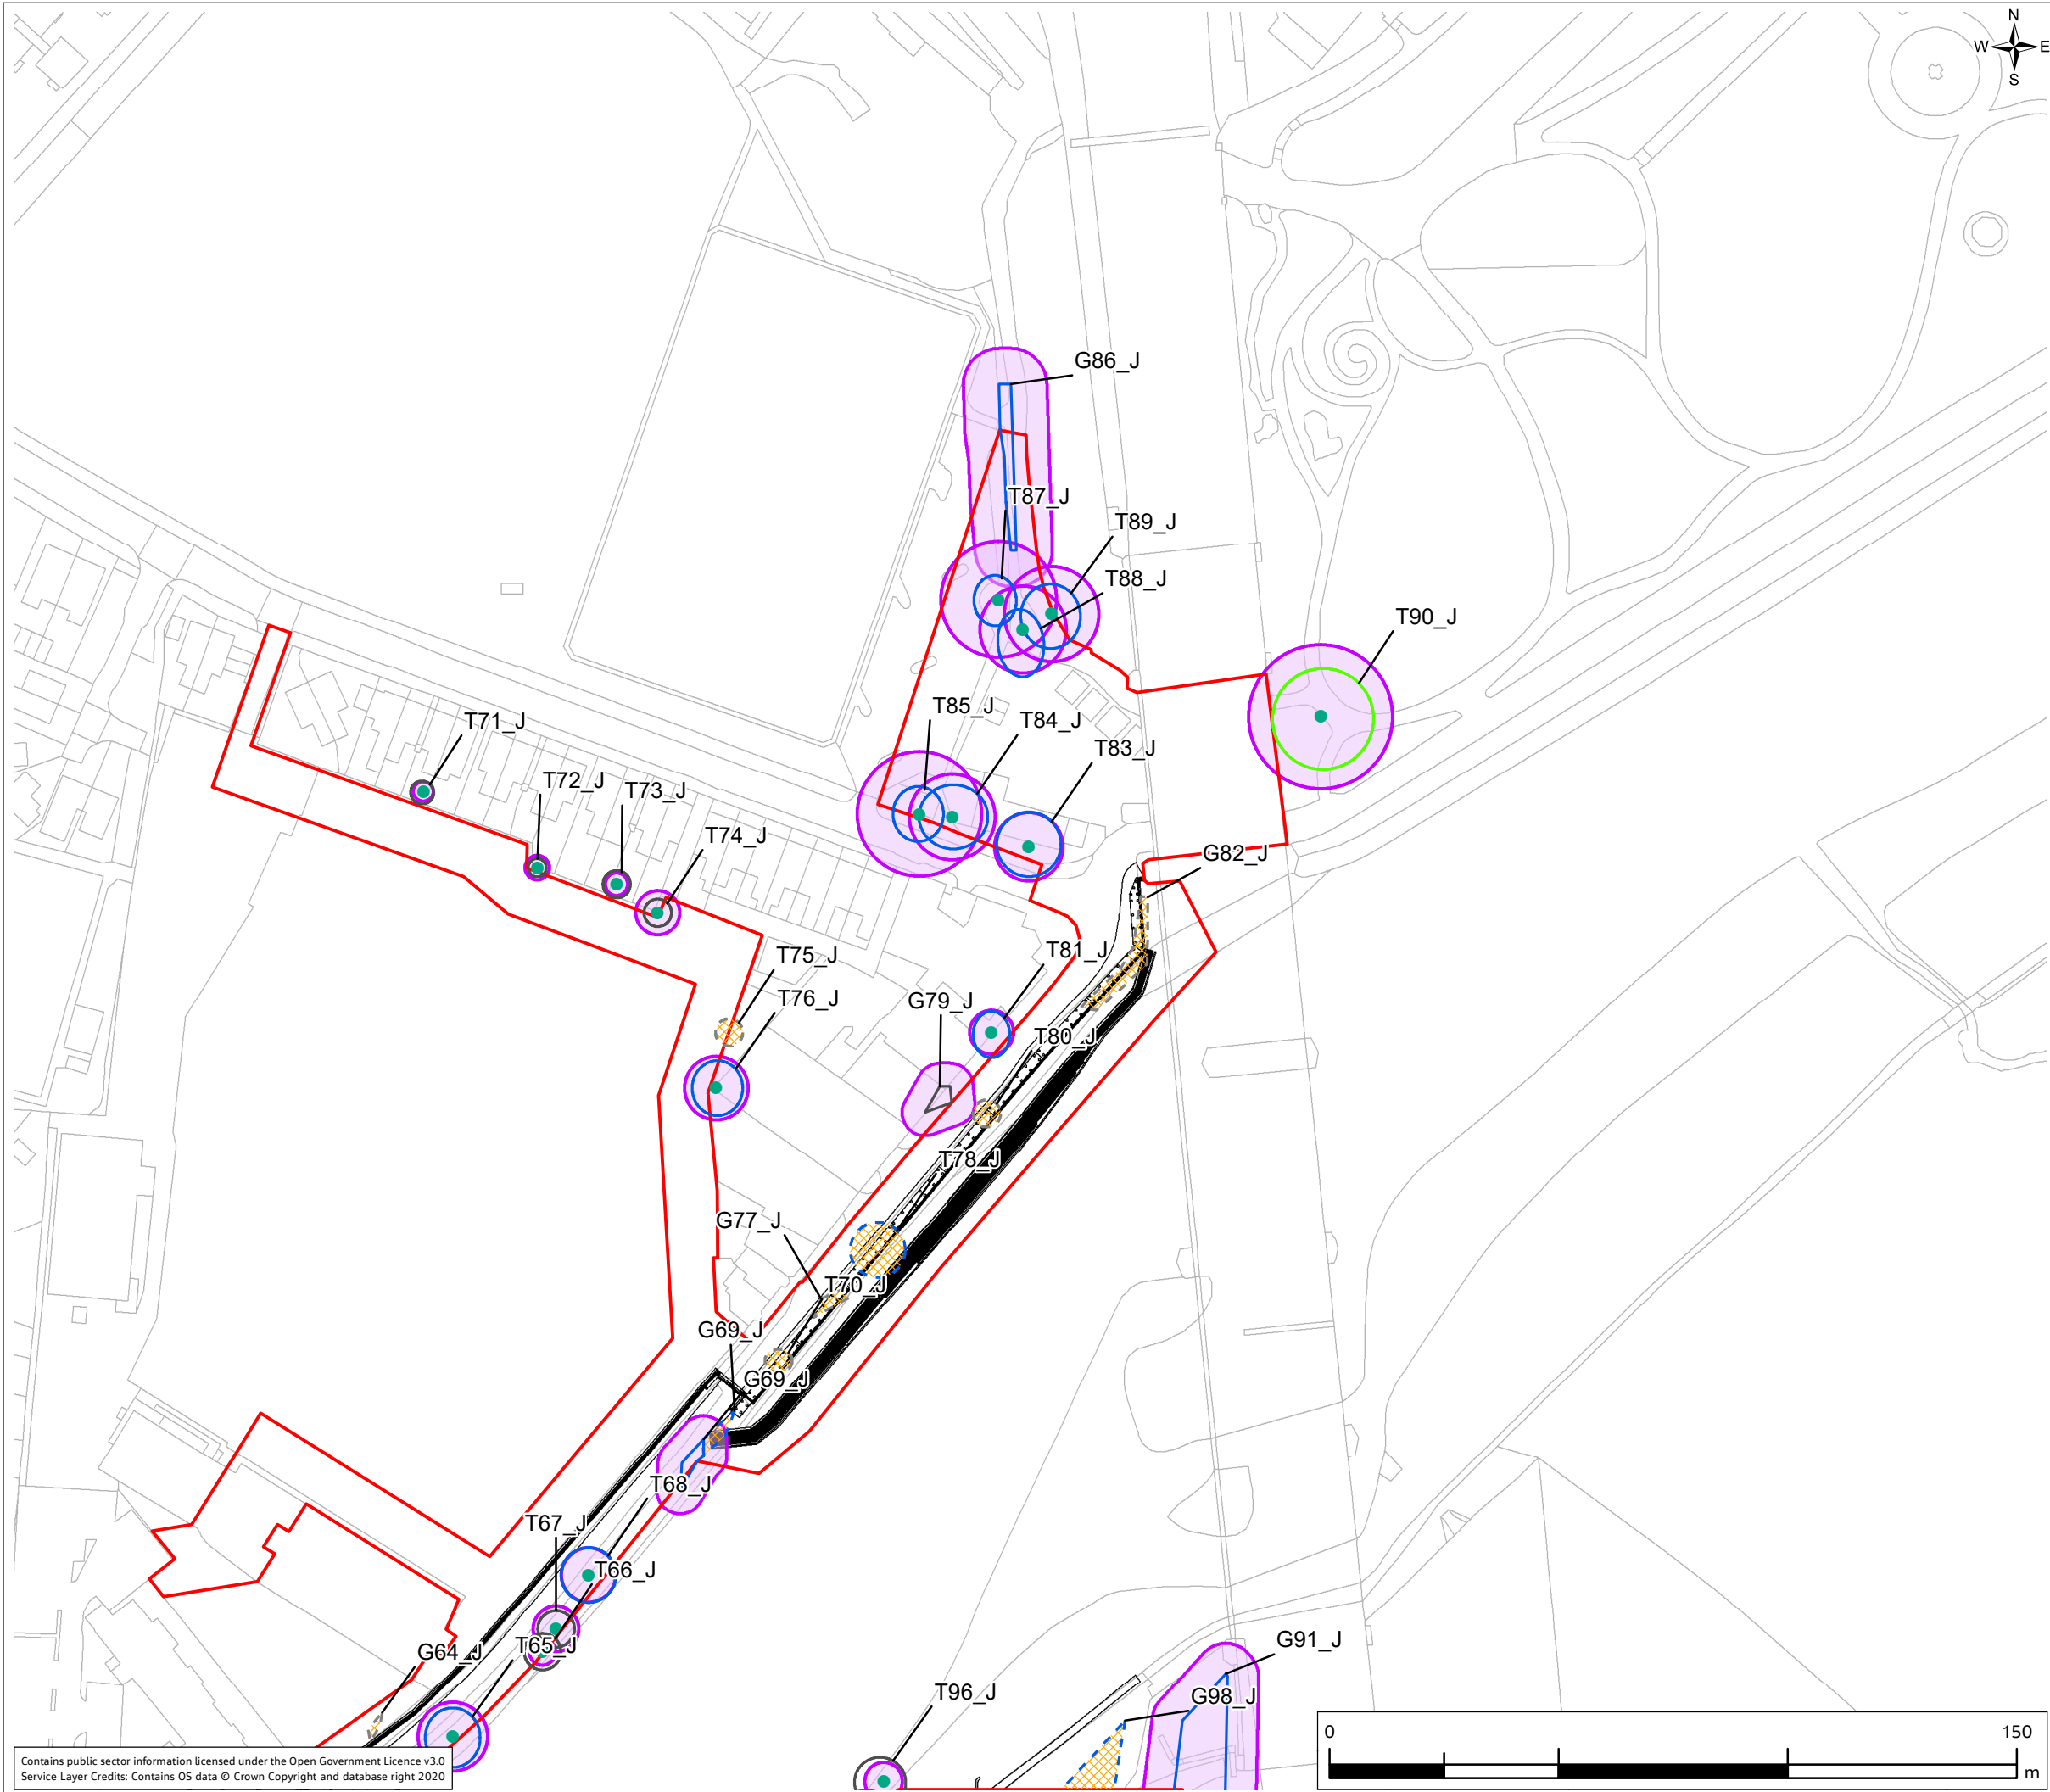 N
W E
S
G86_J
T87_J
T89_J
T88_J
T90_J
T85_J
T84_J
T83_J
T71_J
T72_J
T73_J
T74_J
G82_J
T75_J
T81_J
T76_J
G79_J
T80_J
T78_J
G77_J
T70_J
G69_J
G69_J
T68_J
T67_J
T66_J
G64_J
T65_J
G91_J
T96_J
G98_J
0 150
m
Contains public sector information licensed under the Open Government Licence v3.0
Service Layer Credits: Contains OS data © Crown Copyright and database right 2020